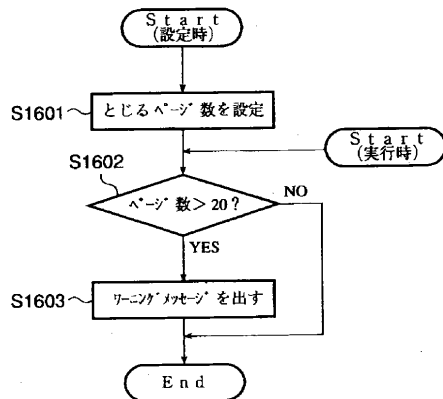 Start
(設定時)
S1601
とじるページ数を設定
Start
(実行時)
S1602
ページ数＞20？
NO
YES
S1603
ワーニングメッセージを出す
End